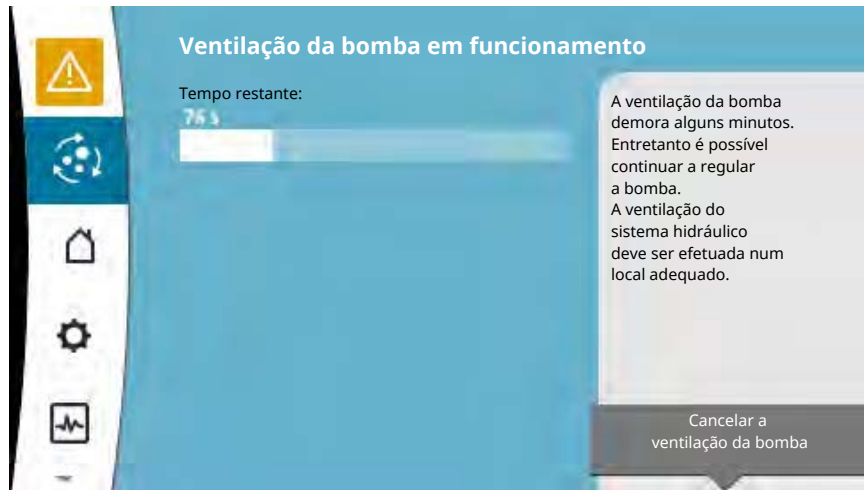 Ventilação da bomba em funcionamento
Tempo restante:
76 s
A ventilação da bomba
demora alguns minutos.
Entretanto é possível
continuar a regular
a bomba.
A ventilação do
sistema hidráulico
deve ser efetuada num
local adequado.
Cancelar a
ventilação da bomba